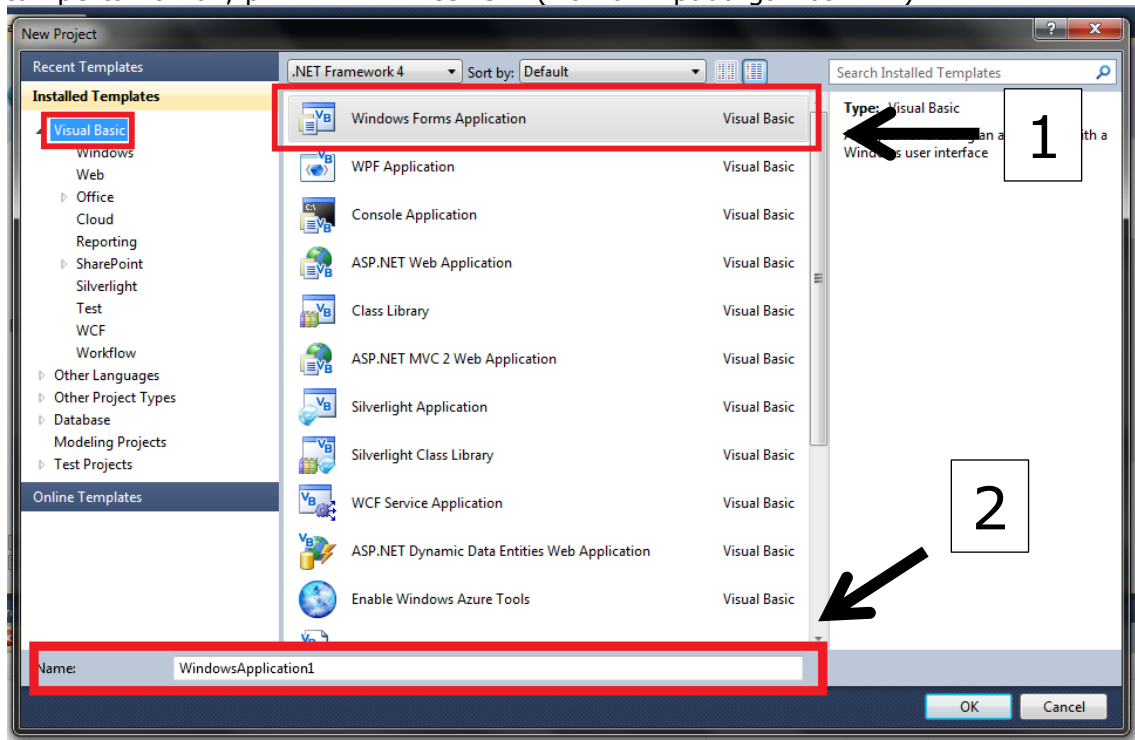 New Project
Recent Templates
.NET Framework 4 Sort by: Default
Search Installed Templates
Installed Templates
Visual Basic
Windows
Web
Office
Cloud
Reporting
SharePoint
Silverlight
Test
WCF
Workflow
Other Languages
Other Project Types
Database
Modeling Projects
Test Projects
Online Templates
Windows Forms Application Visual Basic
WPF Application Visual Basic
Console Application Visual Basic
ASP.NET Web Application Visual Basic
Class Library Visual Basic
ASP.NET MVC 2 Web Application Visual Basic
Silverlight Application Visual Basic
Silverlight Class Library Visual Basic
WCF Service Application Visual Basic
ASP.NET Dynamic Data Entities Web Application Visual Basic
Enable Windows Azure Tools Visual Basic
Type: Visual Basic
Windows user interface
1
2
Name: WindowsApplication1
OK Cancel